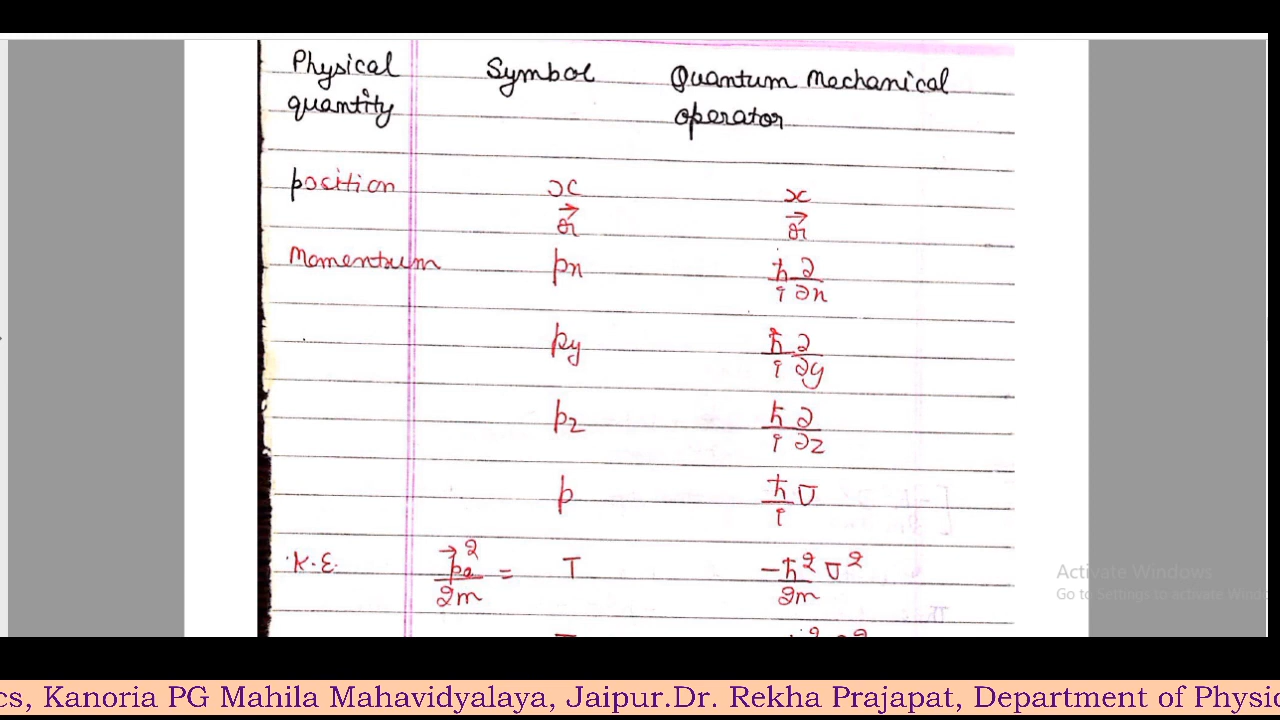 Physical quantity Symbol Quantum Mechanical operator
position x x
r⃗ r⃗
Momentum px ħ/i ∂/∂x
py ħ/i ∂/∂y
pz ħ/i ∂/∂z
p ħ/i ∇
K.E. p⃗²/2m = T -ħ²/2m ∇²
Activate Windows
Go to Settings to activate Wind
cs, Kanoria PG Mahila Mahavidyalaya, Jaipur.Dr. Rekha Prajapat, Department of Physic